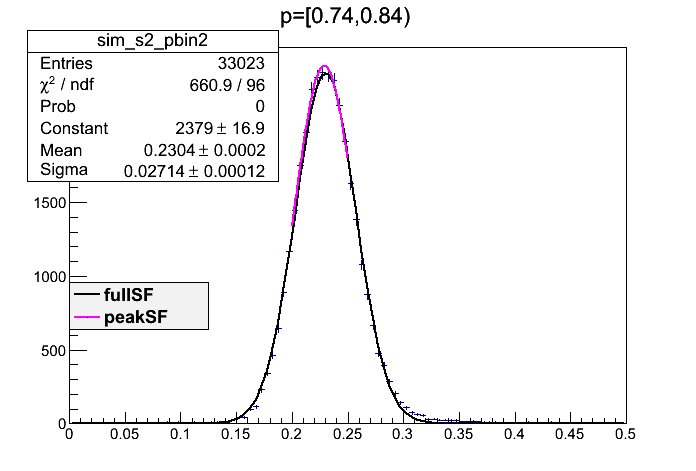 p=[0.74,0.84)
sim_s2_pbin2
Entries 33023
χ² / ndf 660.9 / 96
Prob 0
Constant 2379 ± 16.9
Mean 0.2304 ± 0.0002
Sigma 0.02714 ± 0.00012
1500
1000
fullSF
peakSF
500
0
0 0.05 0.1 0.15 0.2 0.25 0.3 0.35 0.4 0.45 0.5